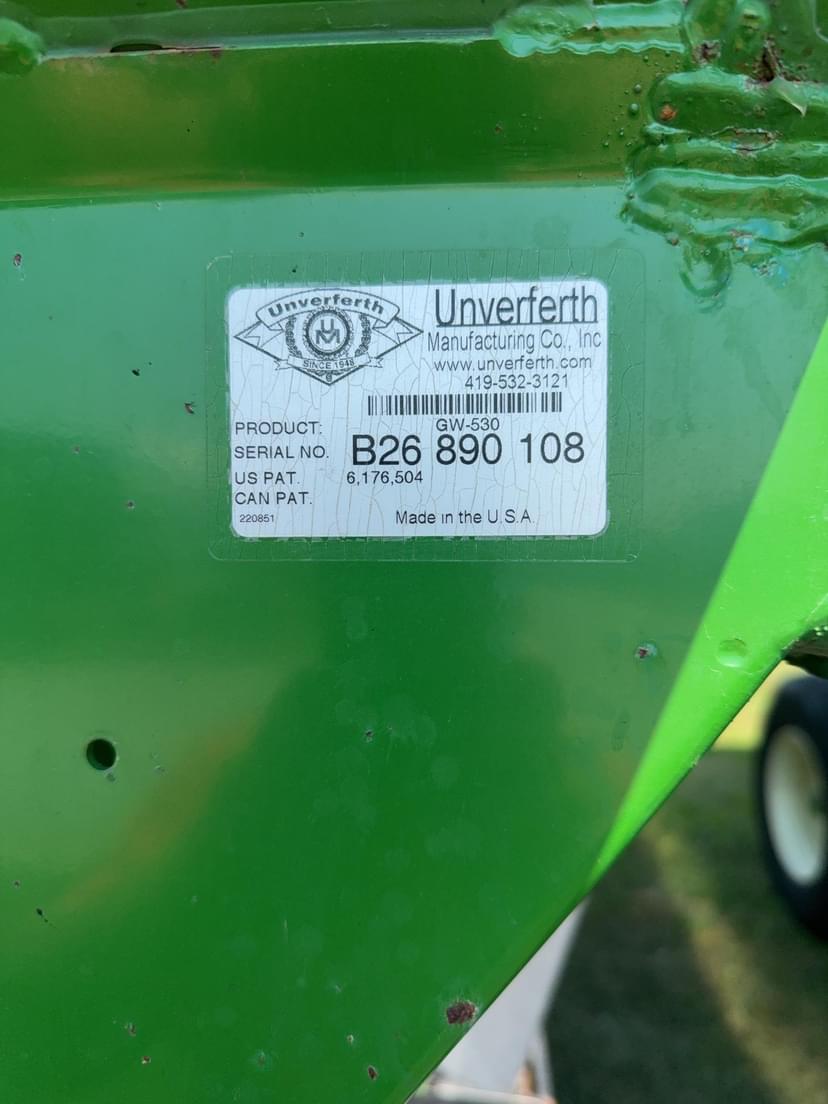 Unverferth
UM
SINCE 1948
Unverferth
Manufacturing Co., Inc
www.unverferth.com
419-532-3121
PRODUCT: GW-530
SERIAL NO. B26 890 108
US PAT. 6,176,504
CAN PAT.
220851 Made in the U.S.A.